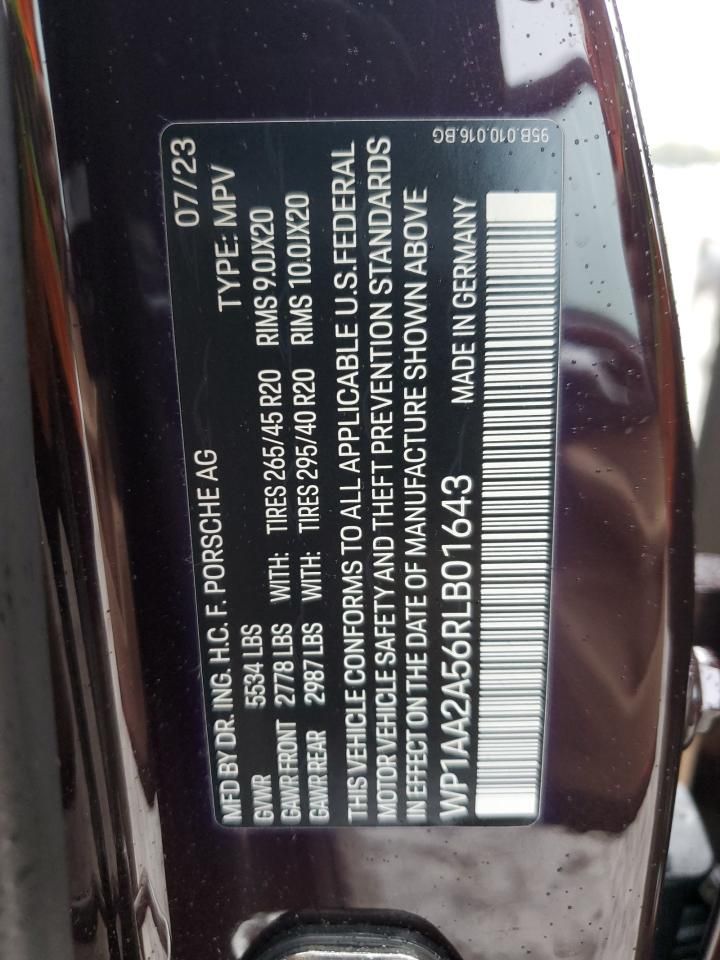 95B.010.016.BG
MFD BY DR. ING. H.C. F. PORSCHE AG 07/23
GVWR 5534 LBS TYPE: MPV
GAWR FRONT 2778 LBS WITH: TIRES 265/45 R20 RIMS 9.0JX20
GAWR REAR 2987 LBS WITH: TIRES 295/40 R20 RIMS 10.0JX20
THIS VEHICLE CONFORMS TO ALL APPLICABLE U.S.FEDERAL
MOTOR VEHICLE SAFETY AND THEFT PREVENTION STANDARDS
IN EFFECT ON THE DATE OF MANUFACTURE SHOWN ABOVE
WP1AA2A56RLB01643 MADE IN GERMANY